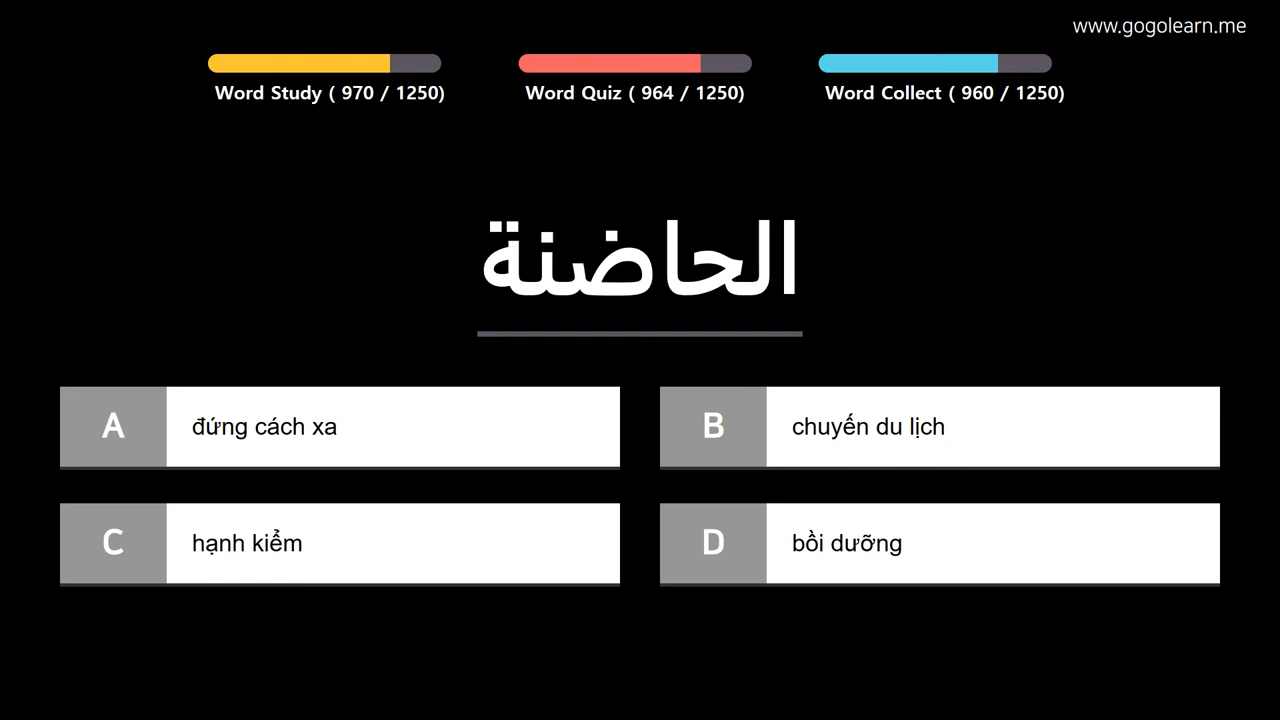 www.gogolearn.me
Word Study ( 970 / 1250)
Word Quiz ( 964 / 1250)
Word Collect ( 960 / 1250)
الحاضنة
A đứng cách xa
B chuyến du lịch
C hạnh kiểm
D bồi dưỡng